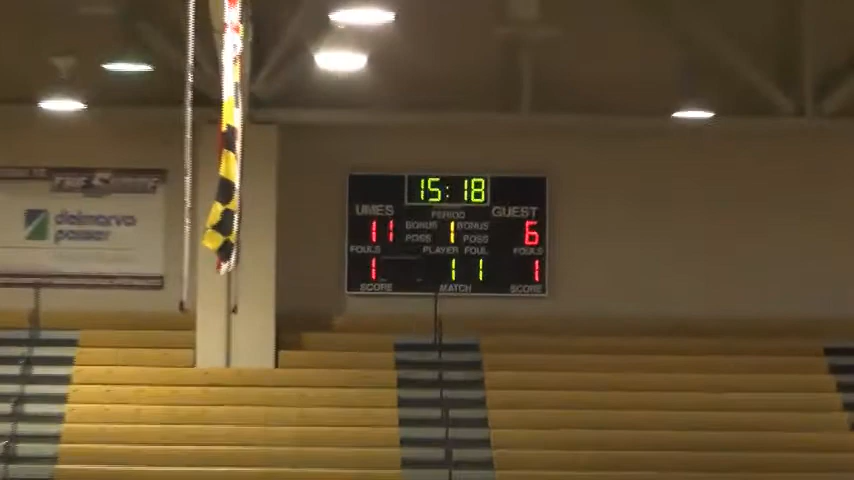 15:18
UMES PERIOD GUEST
11 BONUS 1 BONUS 6
POSS POSS
FOULS PLAYER FOUL FOULS
1 1 11 1
SCORE MATCH SCORE
delmarva
power